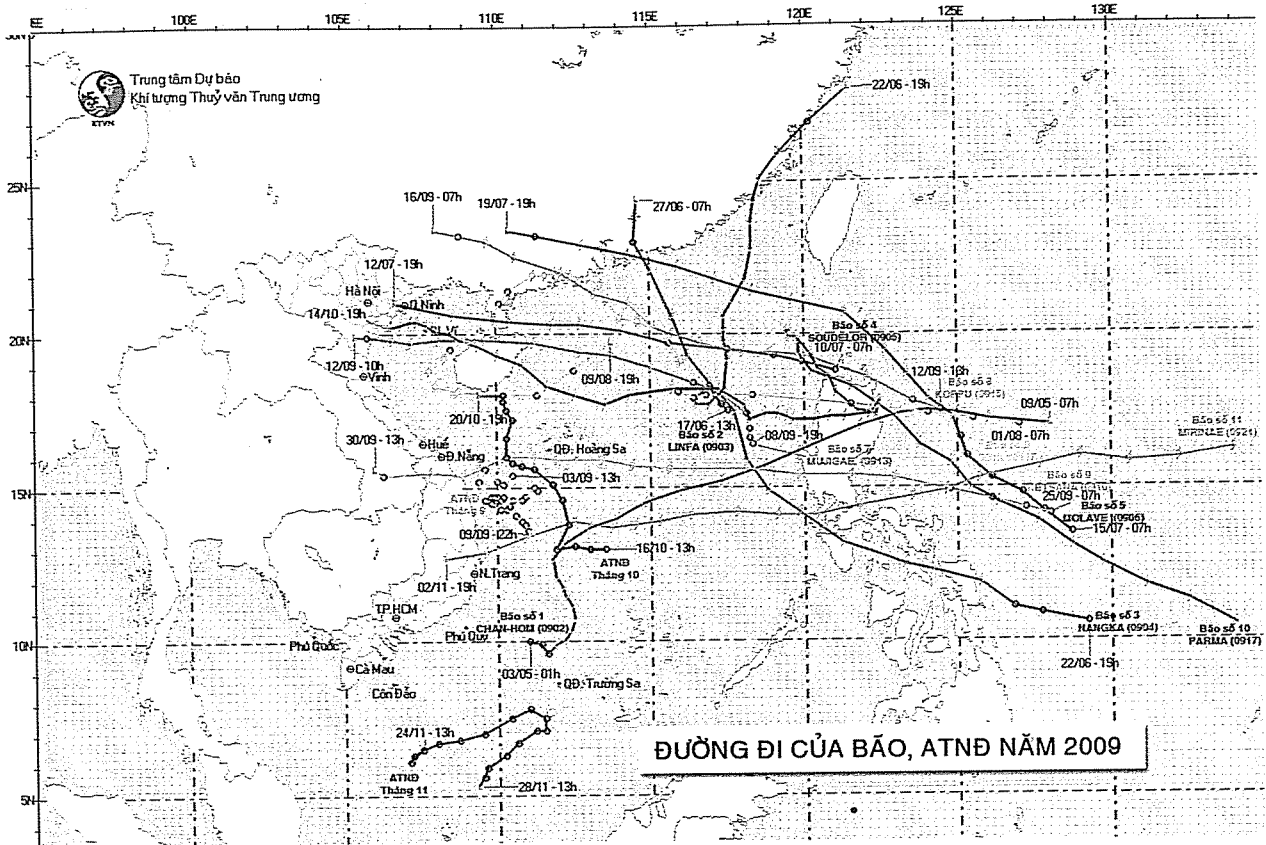 100E
105E
110E
115E
120E
125E
130E
Trung tâm Dự báo
Khí tượng Thuỷ văn Trung ương
KTVN
22/06 - 19h
25N
16/09 - 07h
19/07 - 19h
27/06 - 07h
12/07 - 19h
Hà Nội
Q.Ninh
14/10 - 19h
20N
Bão số 4
SOUDELOR (0905)
10/07 - 07h
12/09 - 10h
Vinh
09/08 - 19h
09/05 - 07h
01/08 - 07h
20/10 - 19h
17/06 - 13h
Bão số 2
LINFA (0903)
08/09 - 19h
Bão số 11
MIRINAE (0921)
30/09 - 13h
Huế
Đ.Nẵng
QĐ. Hoàng Sa
03/09 - 13h
15N
Bão số 9
25/09 - 07h
Bão số 5
MOLAVE (0906)
15/07 - 07h
09/09 - 22h
16/10 - 13h
ATNĐ
Tháng 10
02/11 - 19h
N.Trang
TP.HCM
Bão số 1
CHAN-HOM (0902)
Phú Quý
Phú Quốc
10N
Bão số 3
NANGKA (0904)
Bão số 10
PARMA (0917)
22/06 - 19h
Cà Mau
03/05 - 01h
QĐ. Trường Sa
Côn Đảo
24/11 - 13h
ATNĐ
Tháng 11
28/11 - 13h
ĐƯỜNG ĐI CỦA BÃO, ATNĐ NĂM 2009
5N